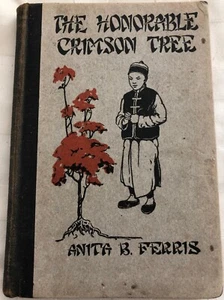 THE HONORABLE
CRIMSON TREE
ANITA B. FERRIS